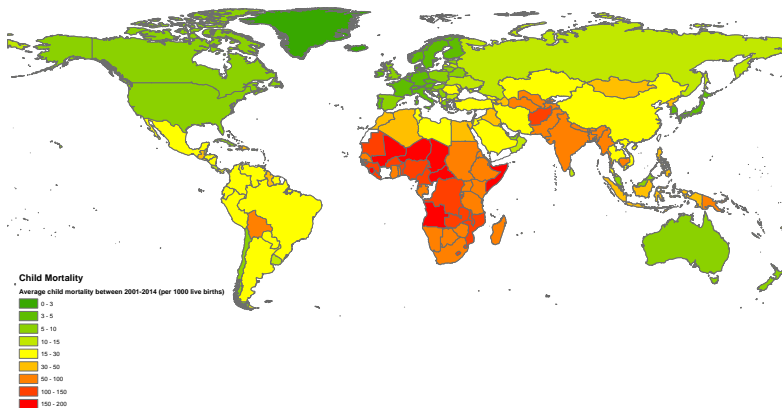 Child Mortality
Average child mortality between 2001-2014 (per 1000 live births)
0 - 3
3 - 5
5 - 10
10 - 15
15 - 30
30 - 50
50 - 100
100 - 150
150 - 200